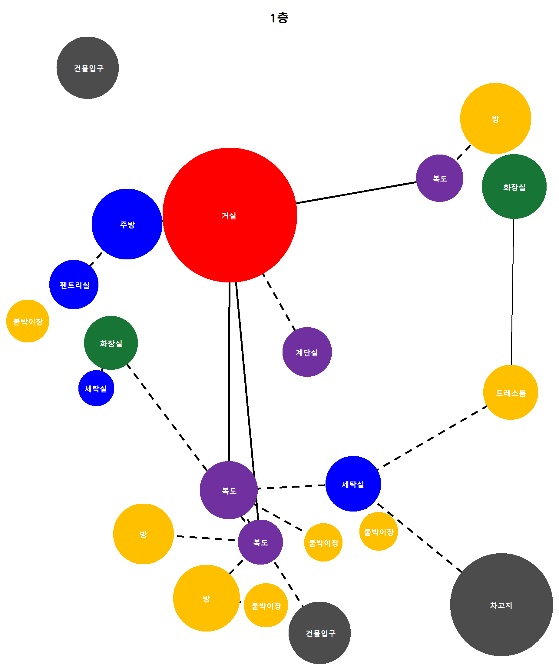 1층
건물입구
방
복도
화장실
거실
주방
팬트리실
붙박이장
화장실
계단실
세탁실
드레스룸
복도
세탁실
방
복도
붙박이장
붙박이장
방
붙박이장
차고지
건물입구